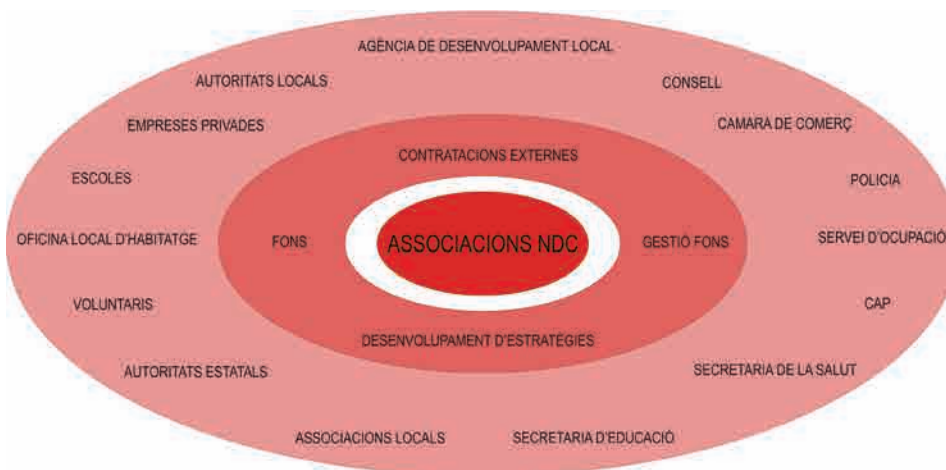 AGÈNCIA DE DESENVOLUPAMENT LOCAL
AUTORITATS LOCALS
CONSELL
EMPRESES PRIVADES
CAMARA DE COMERÇ
CONTRATACIONS EXTERNES
ESCOLES
POLICIA
OFICINA LOCAL D'HABITATGE
FONS
ASSOCIACIONS NDC
GESTIÓ FONS
SERVEI D'OCUPACIÓ
VOLUNTARIS
CAP
DESENVOLUPAMENT D'ESTRATÈGIES
AUTORITATS ESTATALS
SECRETARIA DE LA SALUT
ASSOCIACIONS LOCALS
SECRETARIA D'EDUCACIÓ